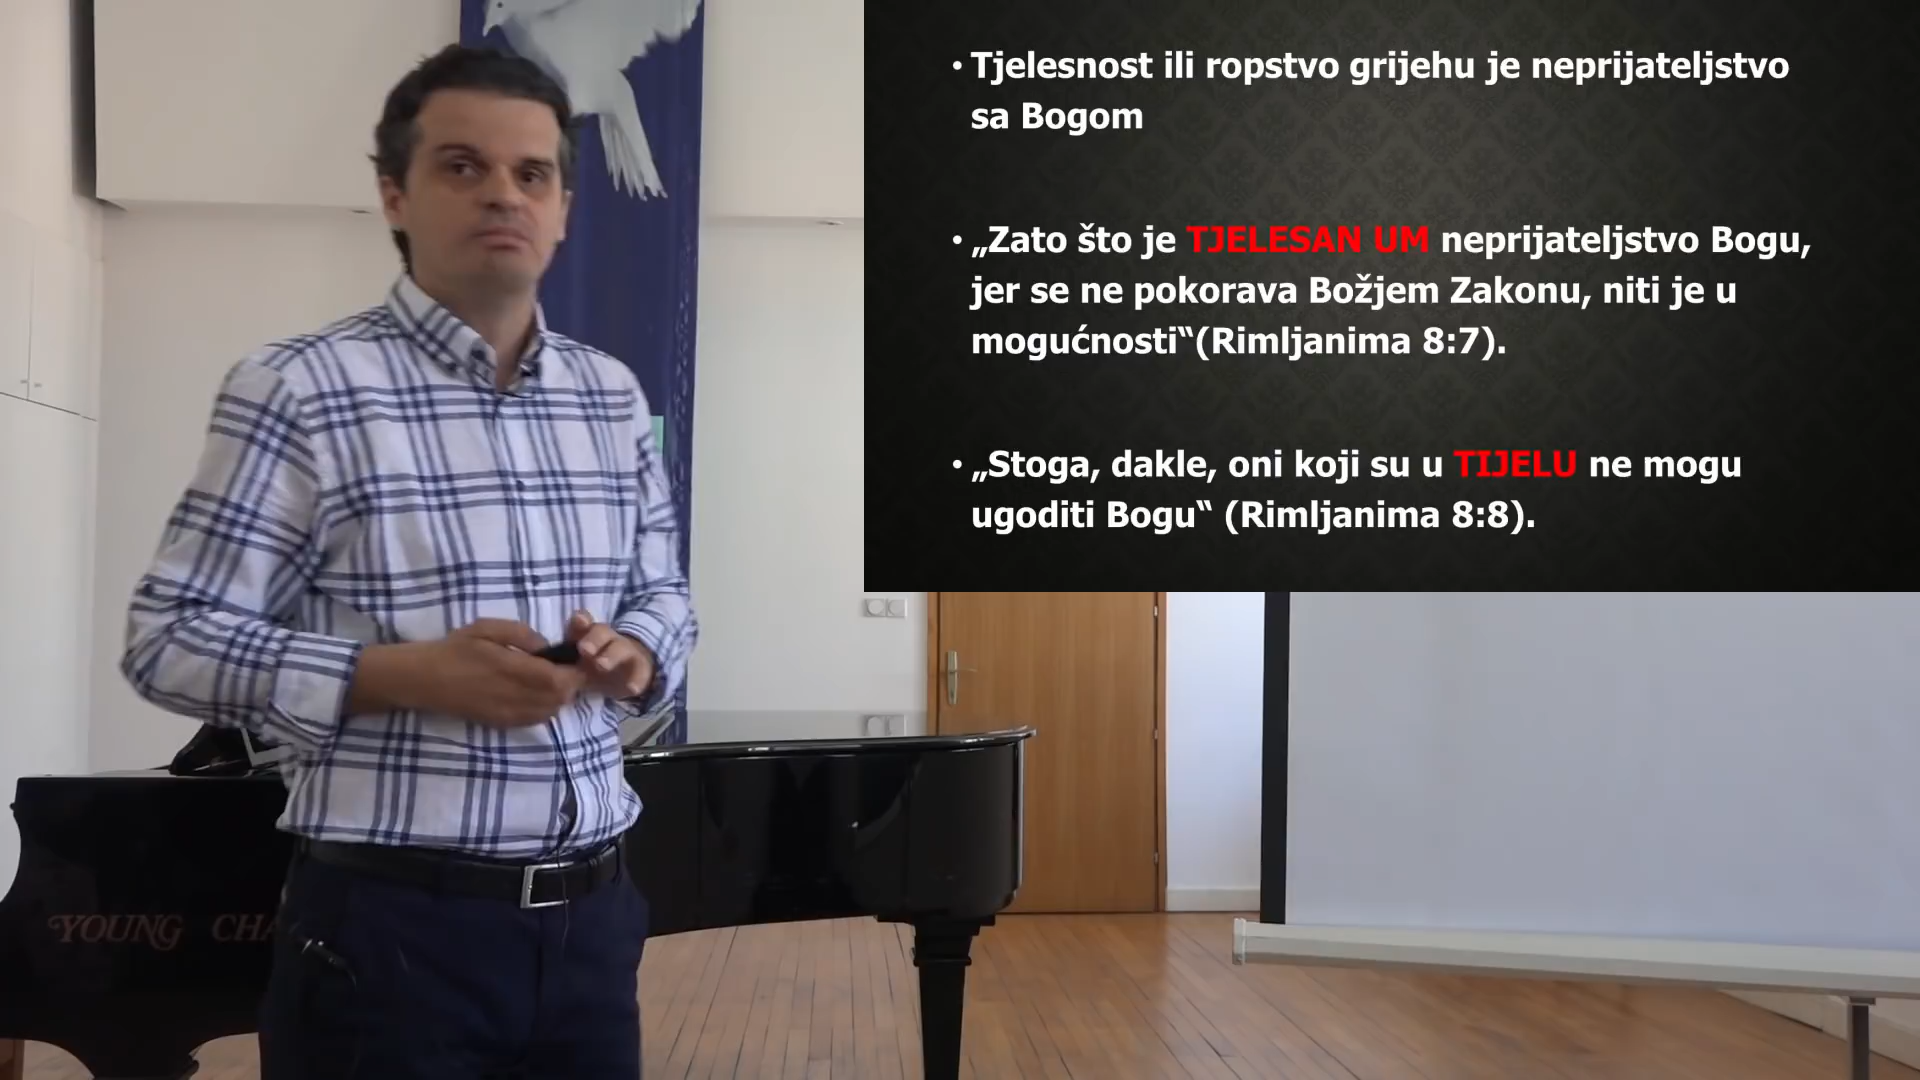 • Tjelesnost ili ropstvo grijehu je neprijateljstvo
sa Bogom
• „Zato što je TJELESAN UM neprijateljstvo Bogu,
jer se ne pokorava Božjem Zakonu, niti je u
mogućnosti“(Rimljanima 8:7).
• „Stoga, dakle, oni koji su u TIJELU ne mogu
ugoditi Bogu“ (Rimljanima 8:8).
YOUNG CHA